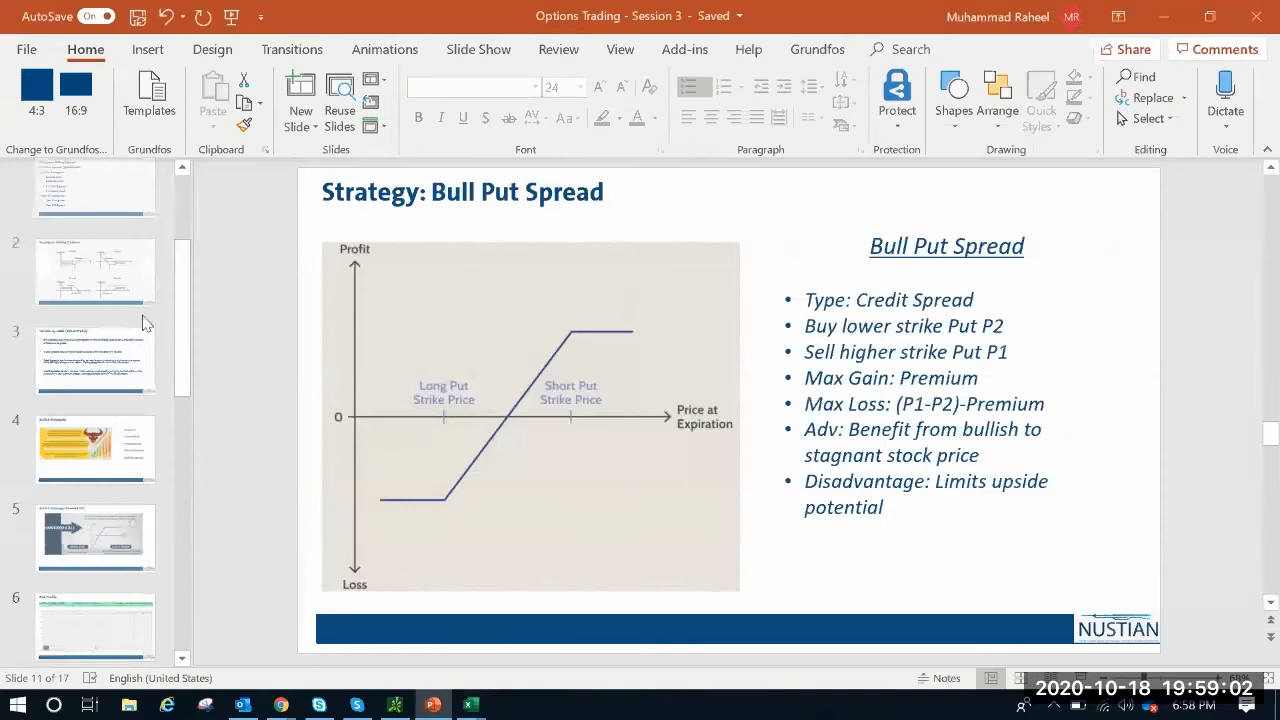 AutoSave On Options Trading - Session 3 - Saved Muhammad Raheel MR
File Home Insert Design Transitions Animations Slide Show Review View Add-ins Help Grundfos Search Share Comments
4:3 16:9 Templates Paste New Slide Reuse Slides 24 Protect Shapes Arrange Quick Styles Find Replace Select Dictate
Change to Grundfos... Grundfos Clipboard Slides Font Paragraph Protection Drawing Editing Voice
2
3
4
5
6
Strategy: Bull Put Spread
Profit
Long Put
Strike Price
Short Put
Strike Price
0
Price at
Expiration
Loss
Bull Put Spread
• Type: Credit Spread
• Buy lower strike Put P2
• Sell higher strike Put P1
• Max Gain: Premium
• Max Loss: (P1-P2)-Premium
• Adv: Benefit from bullish to
stagnant stock price
• Disadvantage: Limits upside
potential
NUSTIAN
Slide 11 of 17 English (United States) Notes
2020-10-18 19:59:02
6:58 PM